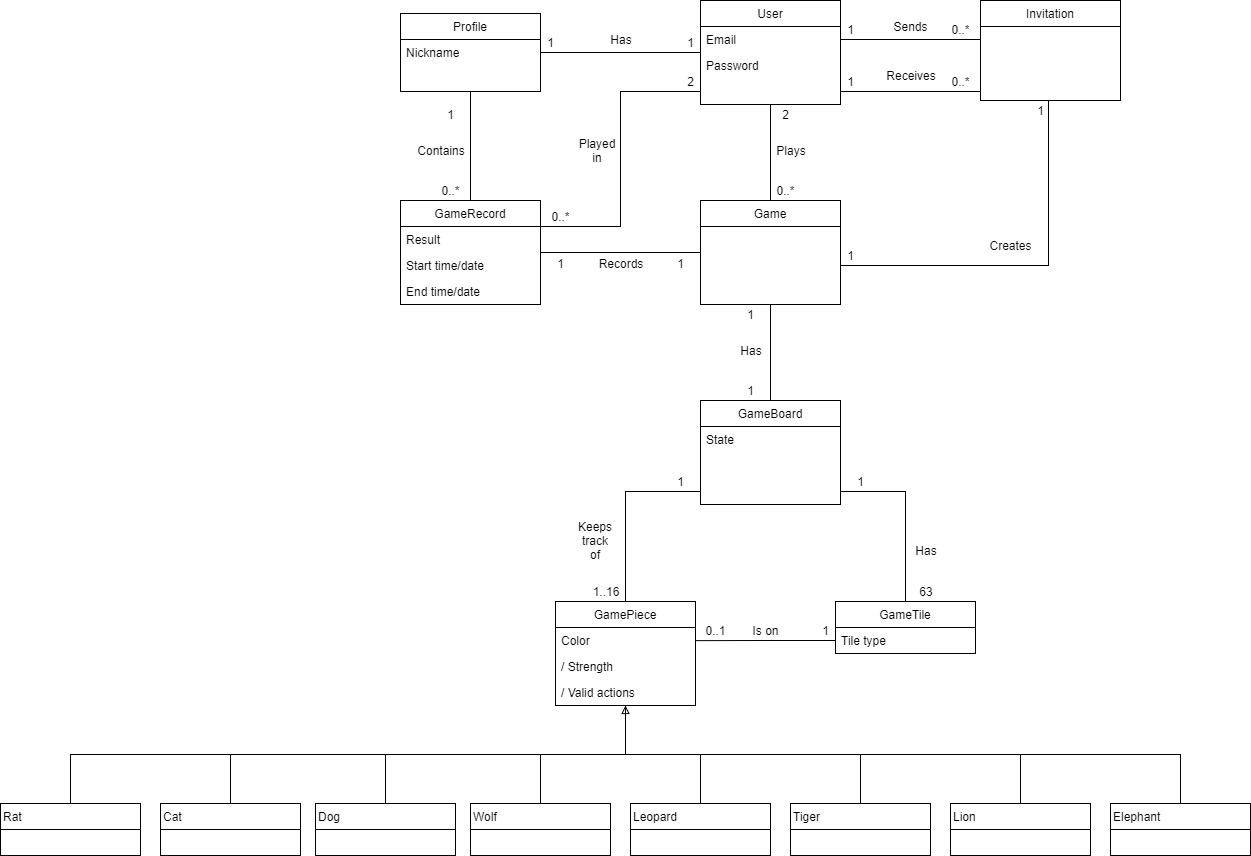 User
Invitation
Profile
Email
1
Sends
0..*
Nickname
1
Has
1
Password
1
Receives
0..*
2
1
2
1
Contains
Played
in
Plays
0..*
0..*
GameRecord
0..*
Game
Result
Creates
1
Start time/date
1
Records
1
End time/date
1
Has
1
GameBoard
State
1
1
Keeps
track
of
Has
1..16
63
GamePiece
GameTile
Color
0..1
Is on
1
Tile type
/ Strength
/ Valid actions
Rat
Cat
Dog
Wolf
Leopard
Tiger
Lion
Elephant